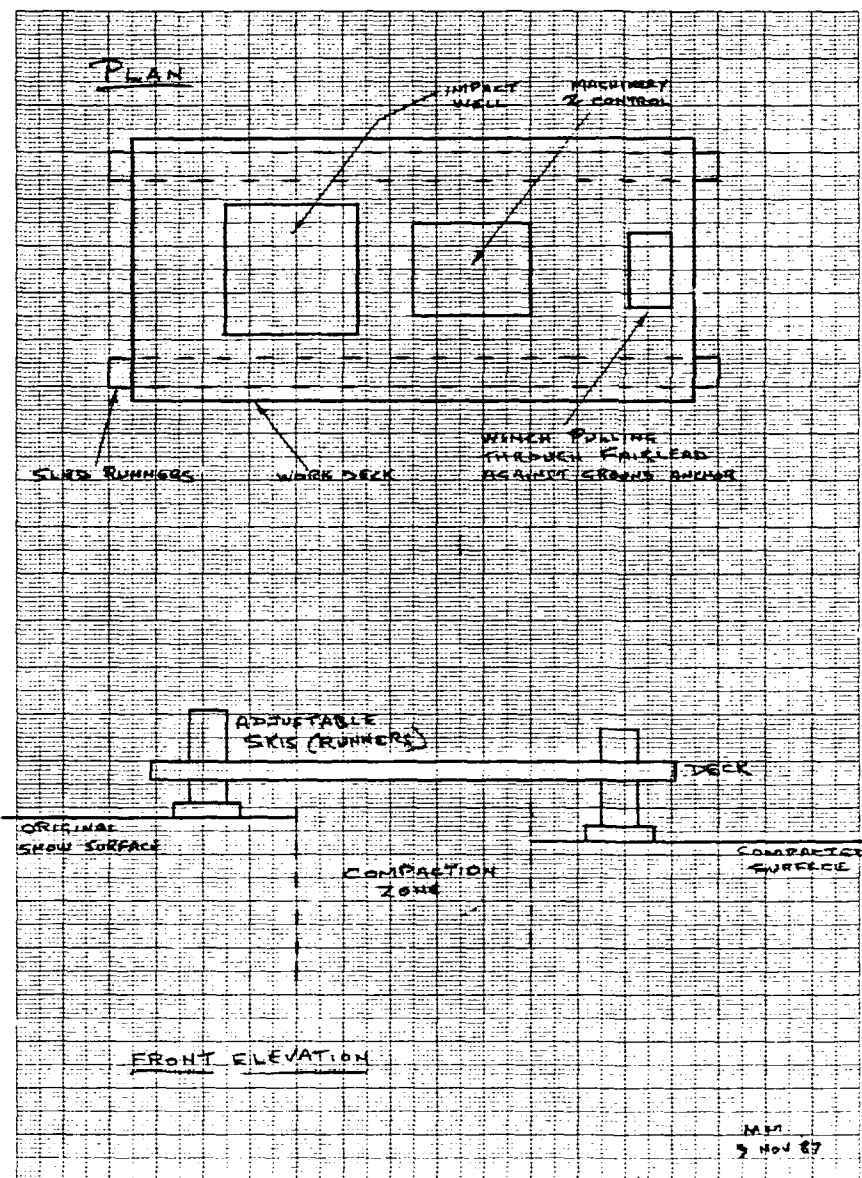 PLAN
IMPACT
WELL
MACHINERY
& CONTROL
SLED RUNNERS
WORK DECK
WINCH PULLING
THROUGH FAIRLEAD
AGAINST GROUND ANCHOR
ADJUSTABLE
SKIS (RUNNERS)
DECK
ORIGINAL
SNOW SURFACE
COMPACTED
SURFACE
COMPACTION
ZONE
FRONT ELEVATION
MM
9 NOV 87